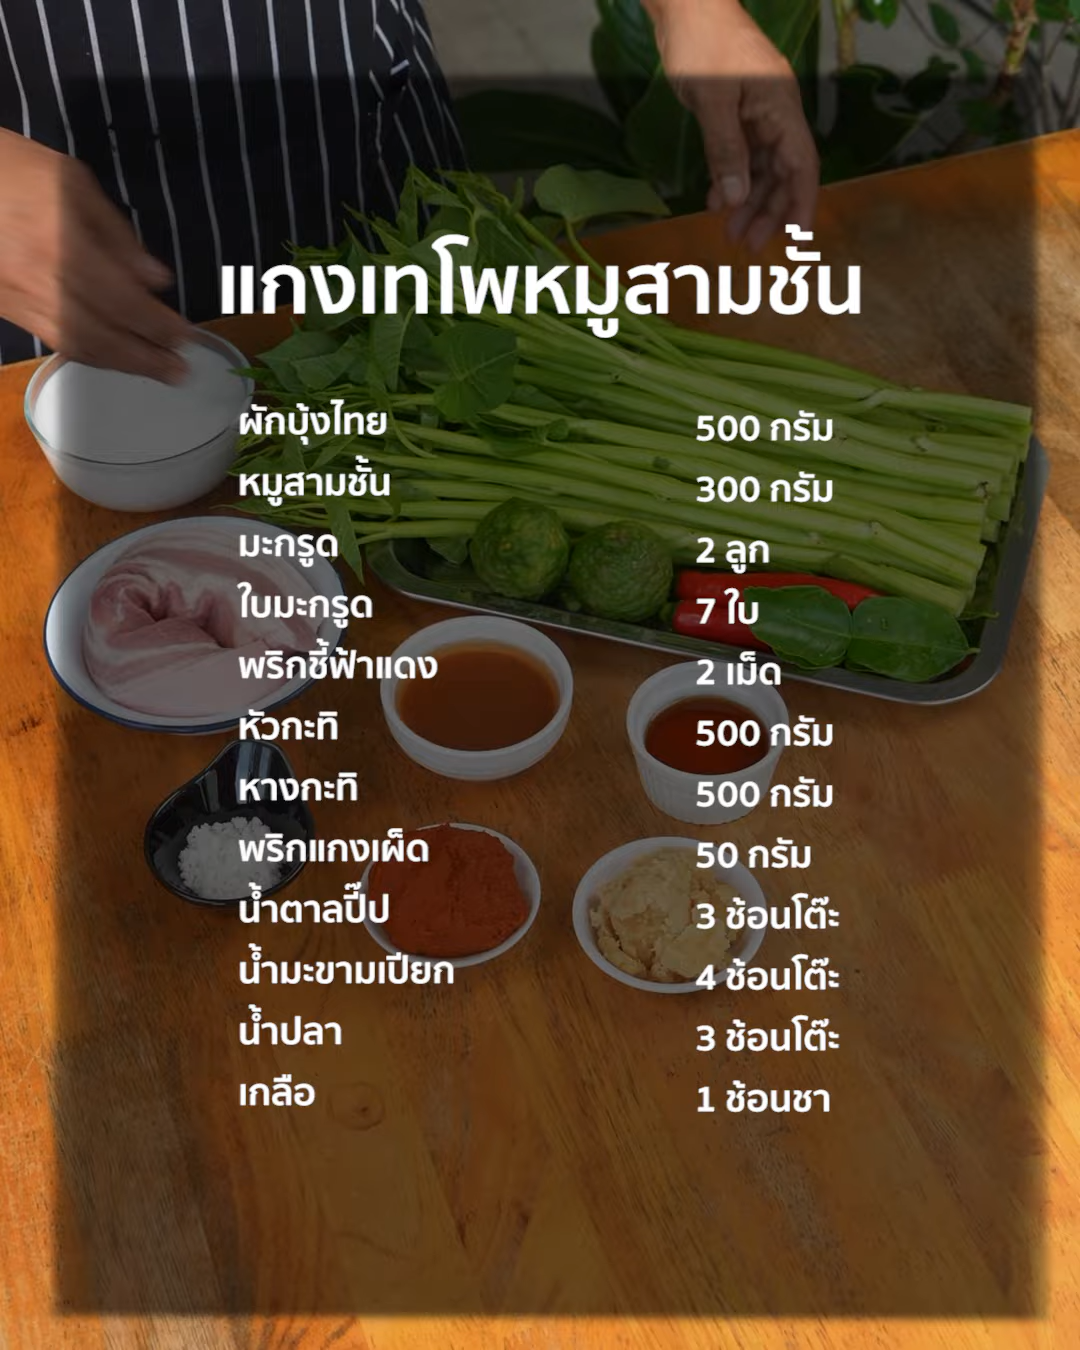 แกงเทโพหมูสามชั้น
ผักบุ้งไทย 500 กรัม
หมูสามชั้น 300 กรัม
มะกรูด 2 ลูก
ใบมะกรูด 7 ใบ
พริกชี้ฟ้าแดง 2 เม็ด
หัวกะทิ 500 กรัม
หางกะทิ 500 กรัม
พริกแกงเผ็ด 50 กรัม
น้ำตาลปี๊ป 3 ช้อนโต๊ะ
น้ำมะขามเปียก 4 ช้อนโต๊ะ
น้ำปลา 3 ช้อนโต๊ะ
เกลือ 1 ช้อนชา